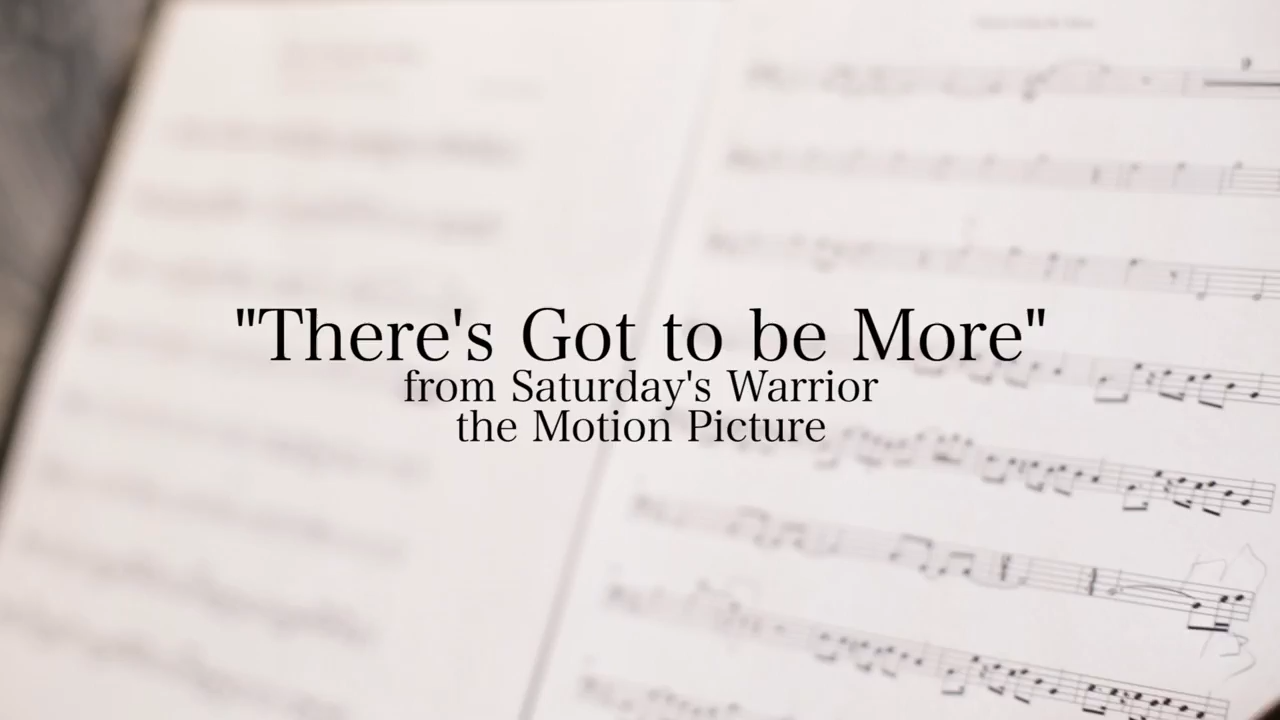 "There's Got to be More"
from Saturday's Warrior
the Motion Picture